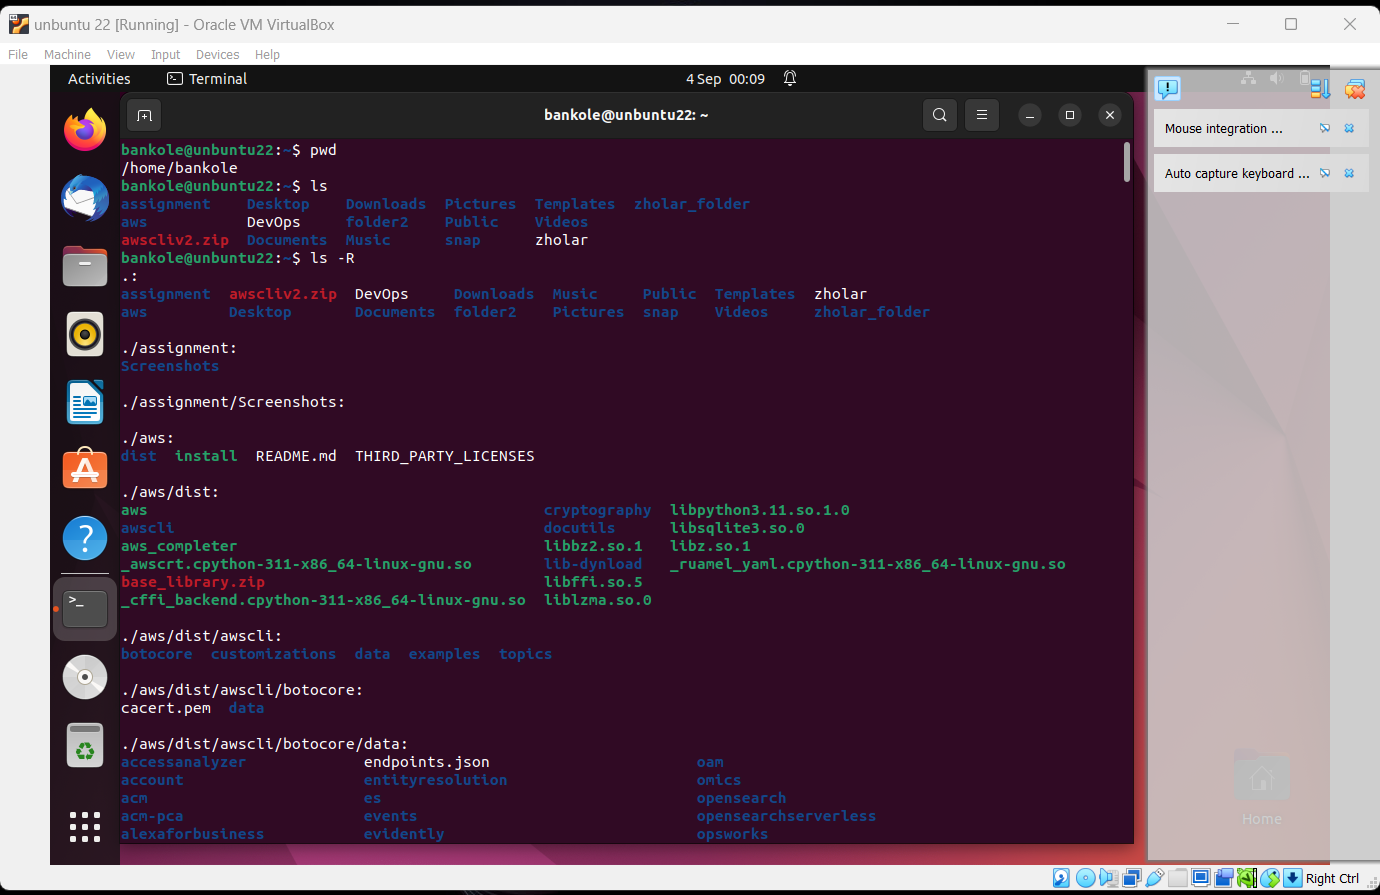 unbuntu 22 [Running] - Oracle VM VirtualBox
File Machine View Input Devices Help
Activities Terminal 4 Sep 00:09
bankole@unbuntu22: ~
Mouse integration ...
Auto capture keyboard ...
bankole@unbuntu22:~$ pwd
/home/bankole
bankole@unbuntu22:~$ ls
assignment Desktop Downloads Pictures Templates zholar_folder
aws DevOps folder2 Public Videos
awscliv2.zip Documents Music snap zholar
bankole@unbuntu22:~$ ls -R
.:
assignment awscliv2.zip DevOps Downloads Music Public Templates zholar
aws Desktop Documents folder2 Pictures snap Videos zholar_folder
./assignment:
Screenshots
./assignment/Screenshots:
./aws:
dist install README.md THIRD_PARTY_LICENSES
./aws/dist:
aws cryptography libpython3.11.so.1.0
awscli docutils libsqlite3.so.0
aws_completer libbz2.so.1 libz.so.1
_awscrt.cpython-311-x86_64-linux-gnu.so lib-dynload _ruamel_yaml.cpython-311-x86_64-linux-gnu.so
base_library.zip libffi.so.5
_cffi_backend.cpython-311-x86_64-linux-gnu.so liblzma.so.0
./aws/dist/awscli:
botocore customizations data examples topics
./aws/dist/awscli/botocore:
cacert.pem data
./aws/dist/awscli/botocore/data:
accessanalyzer endpoints.json oam
account entityresolution omics
acm es opensearch
acm-pca events opensearchserverless
alexaforbusiness evidently opsworks
Home
Right Ctrl